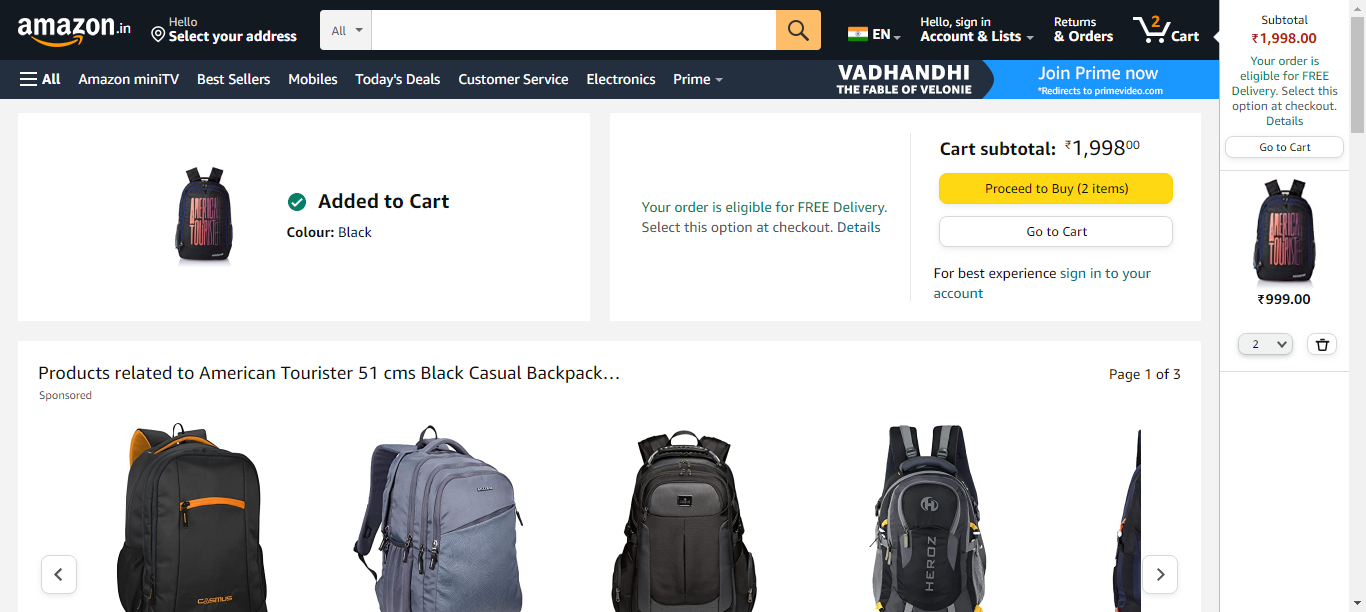 amazon.in
Hello
Select your address
All
EN
Hello, sign in
Account & Lists
Returns
& Orders
2
Cart
All
Amazon miniTV
Best Sellers
Mobiles
Today's Deals
Customer Service
Electronics
Prime
VADHANDHI
THE FABLE OF VELONIE
Join Prime now
*Redirects to primevideo.com
AMERICAN
TOURISTER
Added to Cart
Colour: Black
Your order is eligible for FREE Delivery.
Select this option at checkout. Details
Cart subtotal: ₹1,99800
Proceed to Buy (2 items)
Go to Cart
For best experience sign in to your
account
Subtotal
₹1,998.00
Your order is
eligible for FREE
Delivery. Select this
option at checkout.
Details
Go to Cart
AMERICAN
TOURISTER
₹999.00
2
Products related to American Tourister 51 cms Black Casual Backpack…
Page 1 of 3
Sponsored
COSMUS
HEROZ